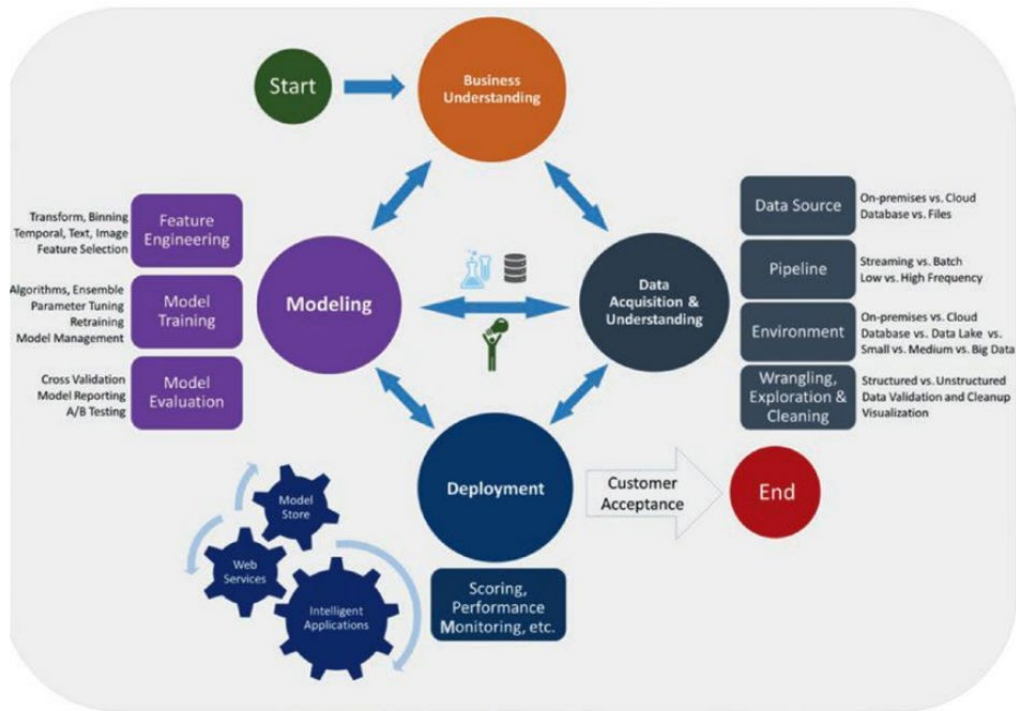 Start
Business
Understanding
Transform, Binning
Temporal, Text, Image
Feature Selection
Feature
Engineering
Algorithms, Ensemble
Parameter Tuning
Retraining
Model Management
Model
Training
Cross Validation
Model Reporting
A/B Testing
Model
Evaluation
Modeling
Data
Acquisition &
Understanding
Data Source
On-premises vs. Cloud
Database vs. Files
Pipeline
Streaming vs. Batch
Low vs. High Frequency
Environment
On-premises vs. Cloud
Database vs. Data Lake vs.
Small vs. Medium vs. Big Data
Wrangling,
Exploration &
Cleaning
Structured vs. Unstructured
Data Validation and Cleanup
Visualization
Deployment
Customer
Acceptance
End
Model
Store
Web
Services
Intelligent
Applications
Scoring,
Performance
Monitoring, etc.